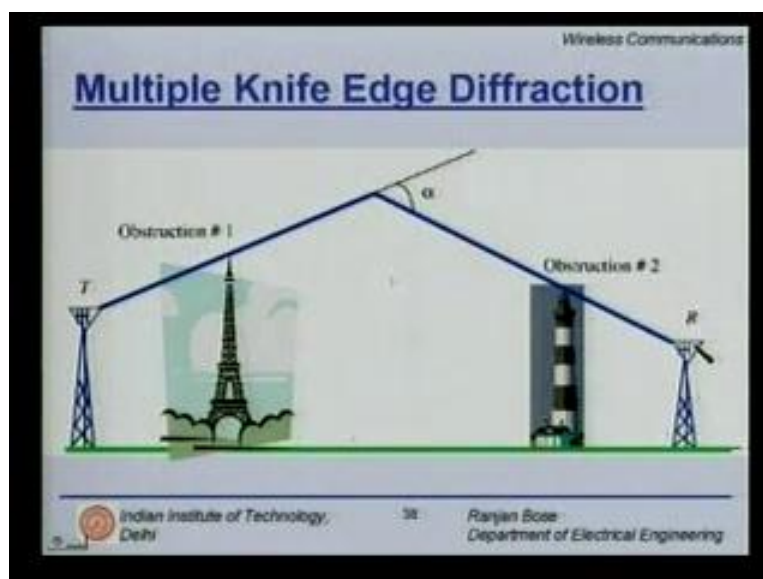 Wireless Communications
Multiple Knife Edge Diffraction
α
Obstruction # 1
Obstruction # 2
T
R
Indian Institute of Technology,
Delhi
38
Ranjan Bose
Department of Electrical Engineering